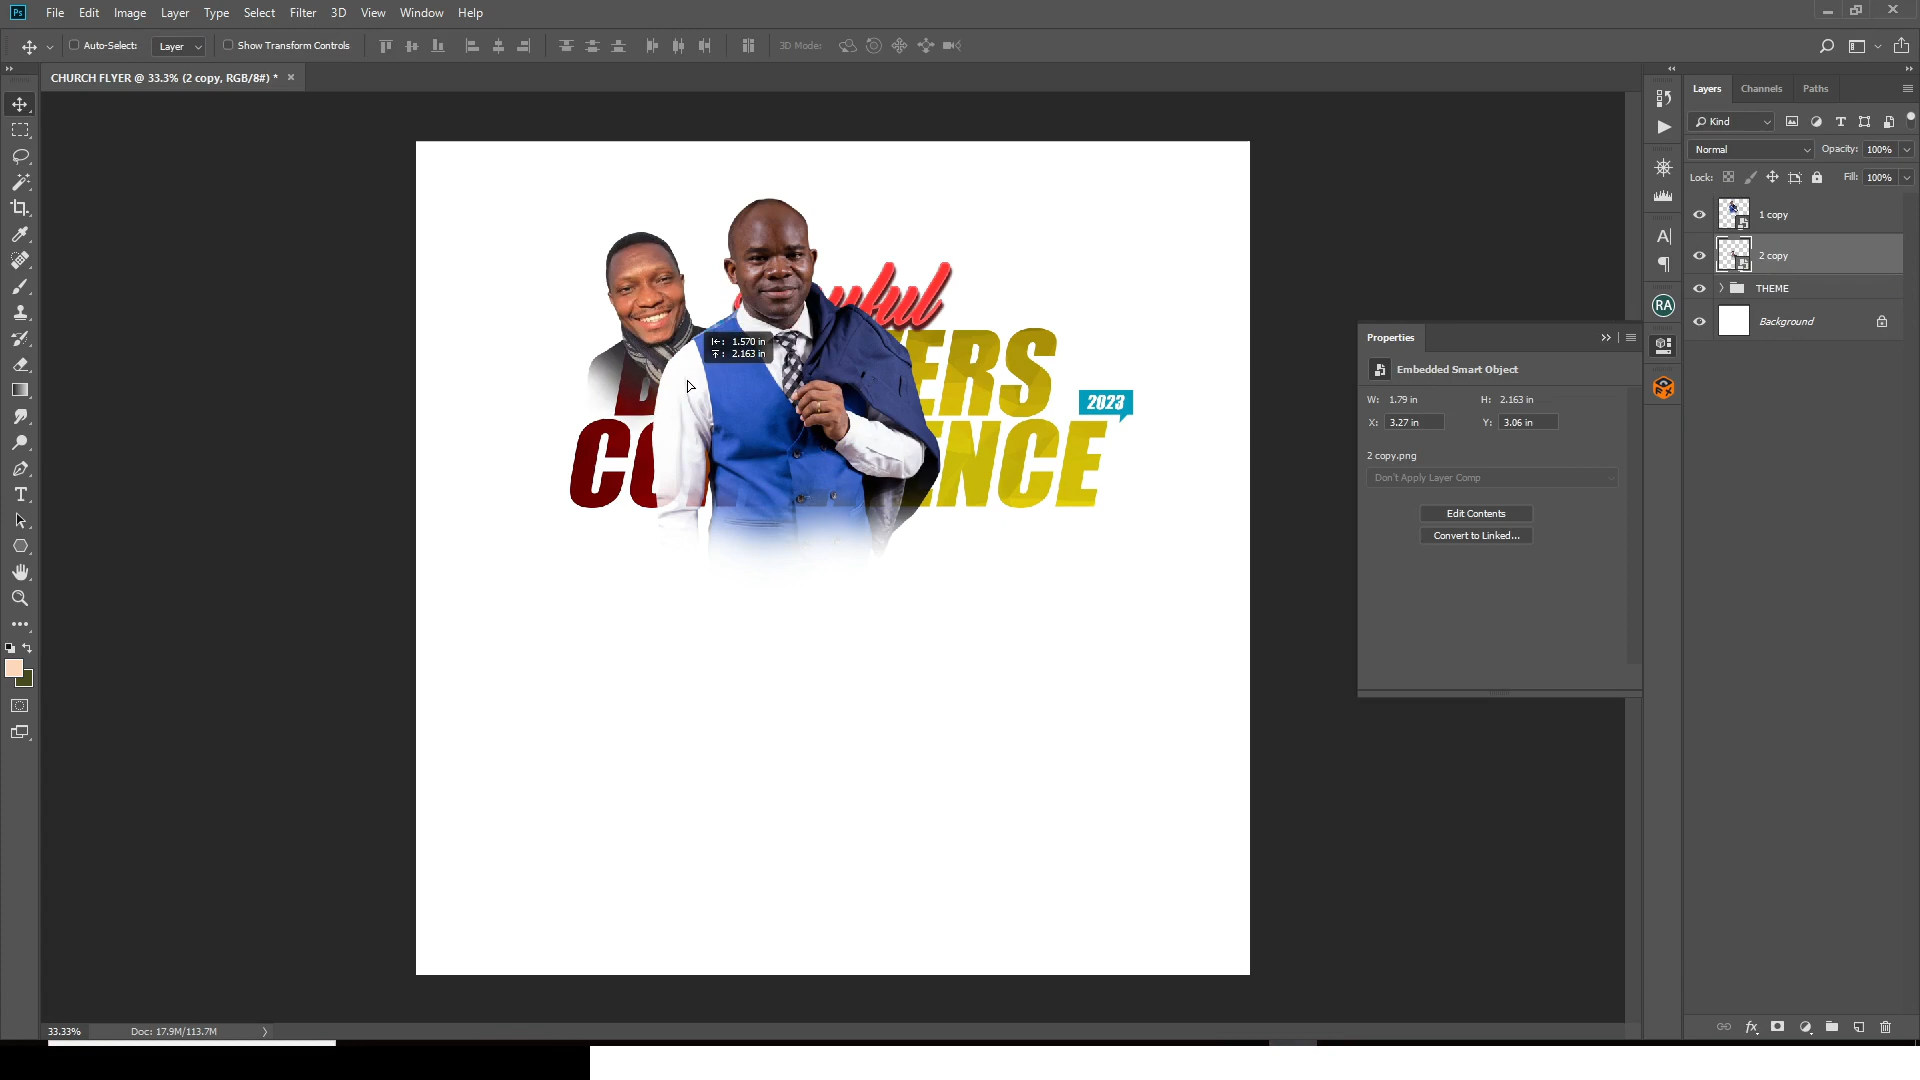 Ps File Edit Image Layer Type Select Filter 3D View Window Help
Auto-Select: Layer Show Transform Controls 3D Mode:
CHURCH FLYER @ 33.3% (2 copy, RGB/8#) * ×
Layers Channels Paths
Kind
Normal Opacity: 100%
Lock: Fill: 100%
1 copy
2 copy
THEME
Background
RA
2023
1.570 in
2.163 in
Properties
Embedded Smart Object
W: 1.79 in H: 2.163 in
X: 3.27 in Y: 3.06 in
2 copy.png
Don't Apply Layer Comp
Edit Contents
Convert to Linked...
33.33% Doc: 17.9M/113.7M